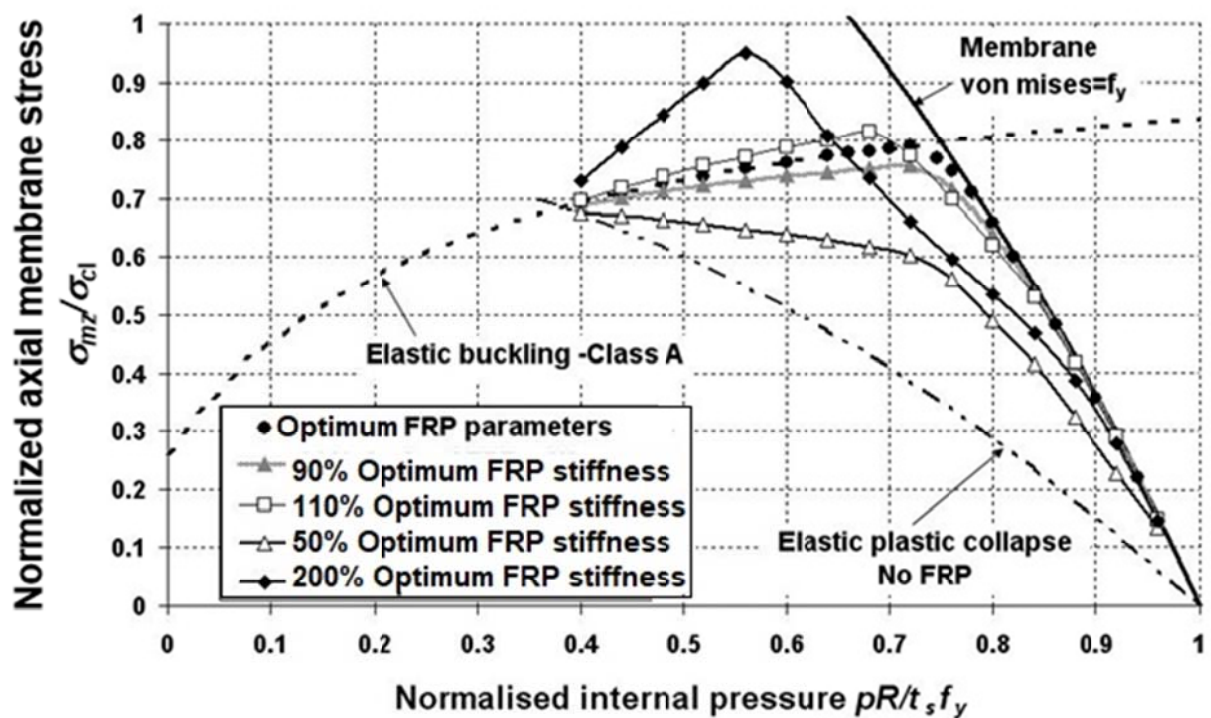 Normalized axial membrane stress
σmz/σcl
1
0.9
0.8
0.7
0.6
0.5
0.4
0.3
0.2
0.1
0
Membrane
von mises=fy
Elastic buckling -Class A
Optimum FRP parameters
90% Optimum FRP stiffness
110% Optimum FRP stiffness
50% Optimum FRP stiffness
200% Optimum FRP stiffness
Elastic plastic collapse
No FRP
0 0.1 0.2 0.3 0.4 0.5 0.6 0.7 0.8 0.9 1
Normalised internal pressure pR/tsfy